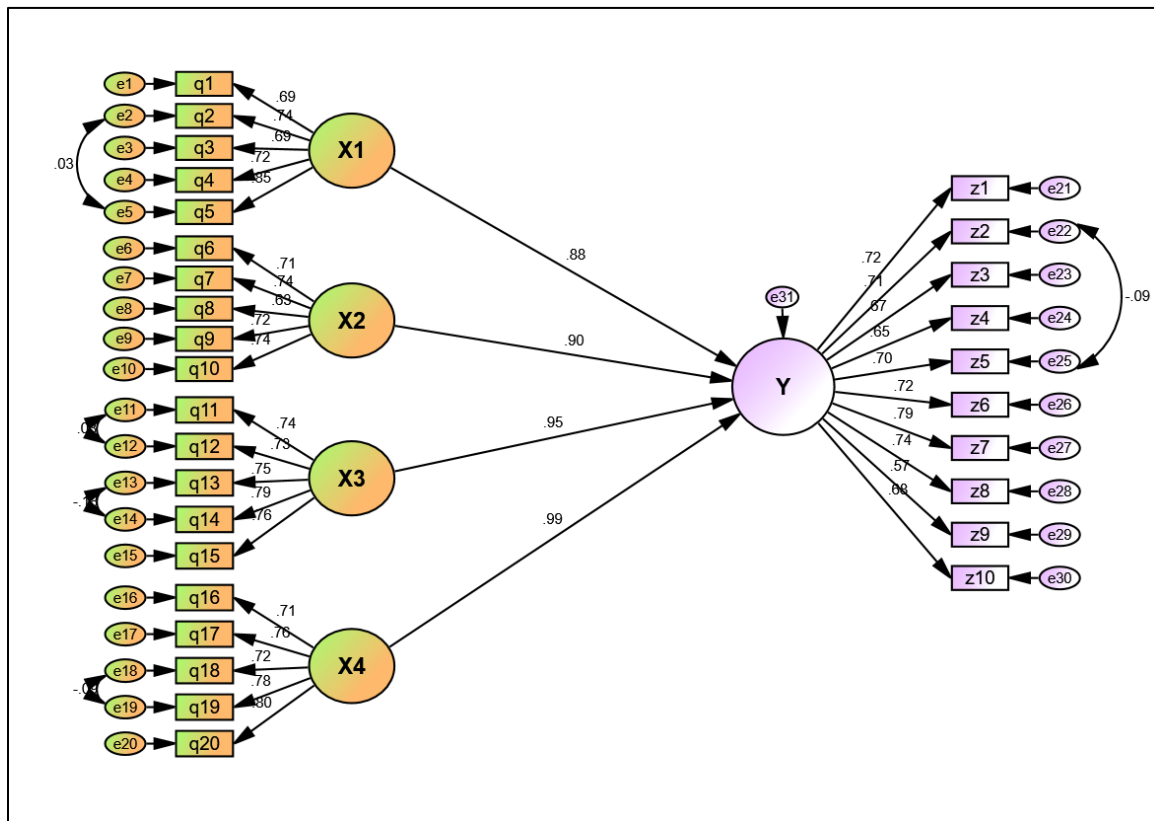 e1 q1
.69
e2 q2
.74
e3 q3
.69
X1
.03
e4 q4
.72
e5 q5
.85
e6 q6
.71
e7 q7
.74
e8 q8
.63
X2
e9 q9
.72
e10 q10
.74
e11 q11
.74
e12 q12
.73
e13 q13
.75
X3
e14 q14
.79
e15 q15
.76
e16 q16
.71
e17 q17
.76
e18 q18
.72
X4
e19 q19
.78
e20 q20
.80
.88
.90
.95
.99
e31
Y
.72
z1 e21
.71
z2 e22
.67
z3 e23
-.09
.65
z4 e24
.70
z5 e25
.72
z6 e26
.79
z7 e27
.74
z8 e28
.57
z9 e29
.68
z10 e30